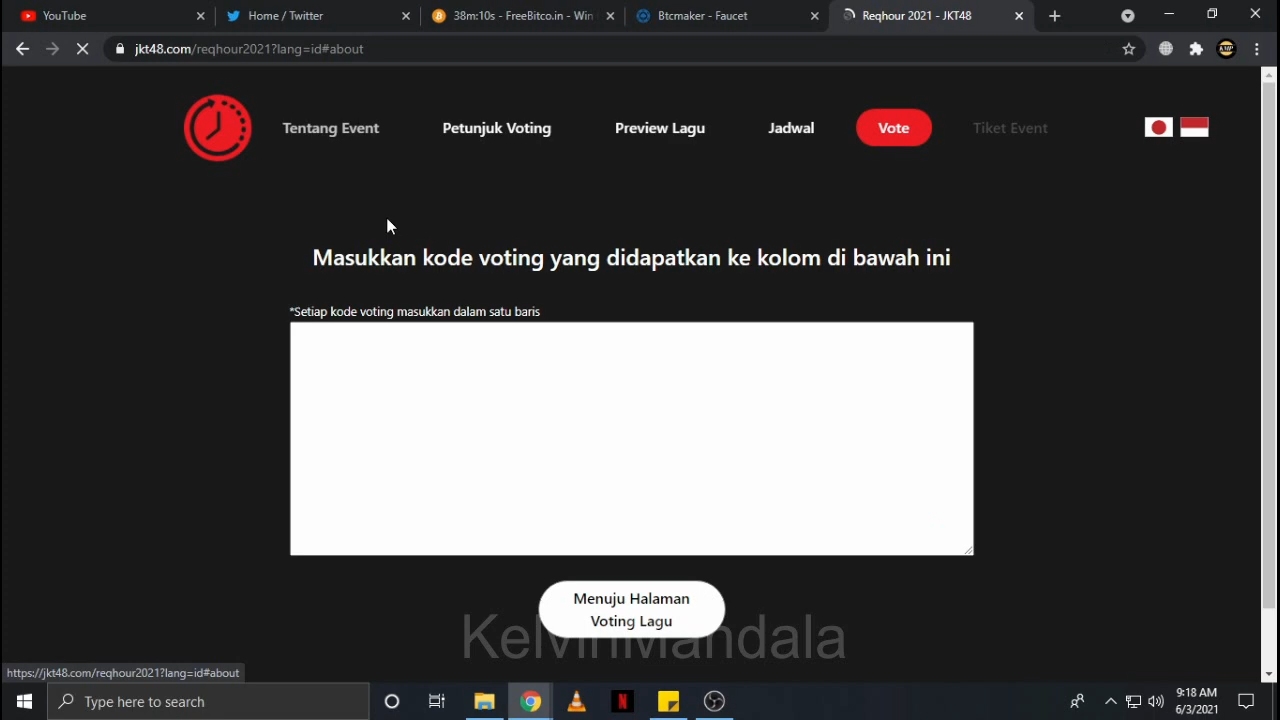 YouTube
Home / Twitter
38m:10s - FreeBitco.in - Win
Btcmaker - Faucet
Reqhour 2021 - JKT48
jkt48.com/reqhour2021?lang=id#about
Tentang Event
Petunjuk Voting
Preview Lagu
Jadwal
Vote
Tiket Event
Masukkan kode voting yang didapatkan ke kolom di bawah ini
*Setiap kode voting masukkan dalam satu baris
Menuju Halaman
Voting Lagu
KelvinMandala
https://jkt48.com/reqhour2021?lang=id#about
Type here to search
9:18 AM
6/3/2021